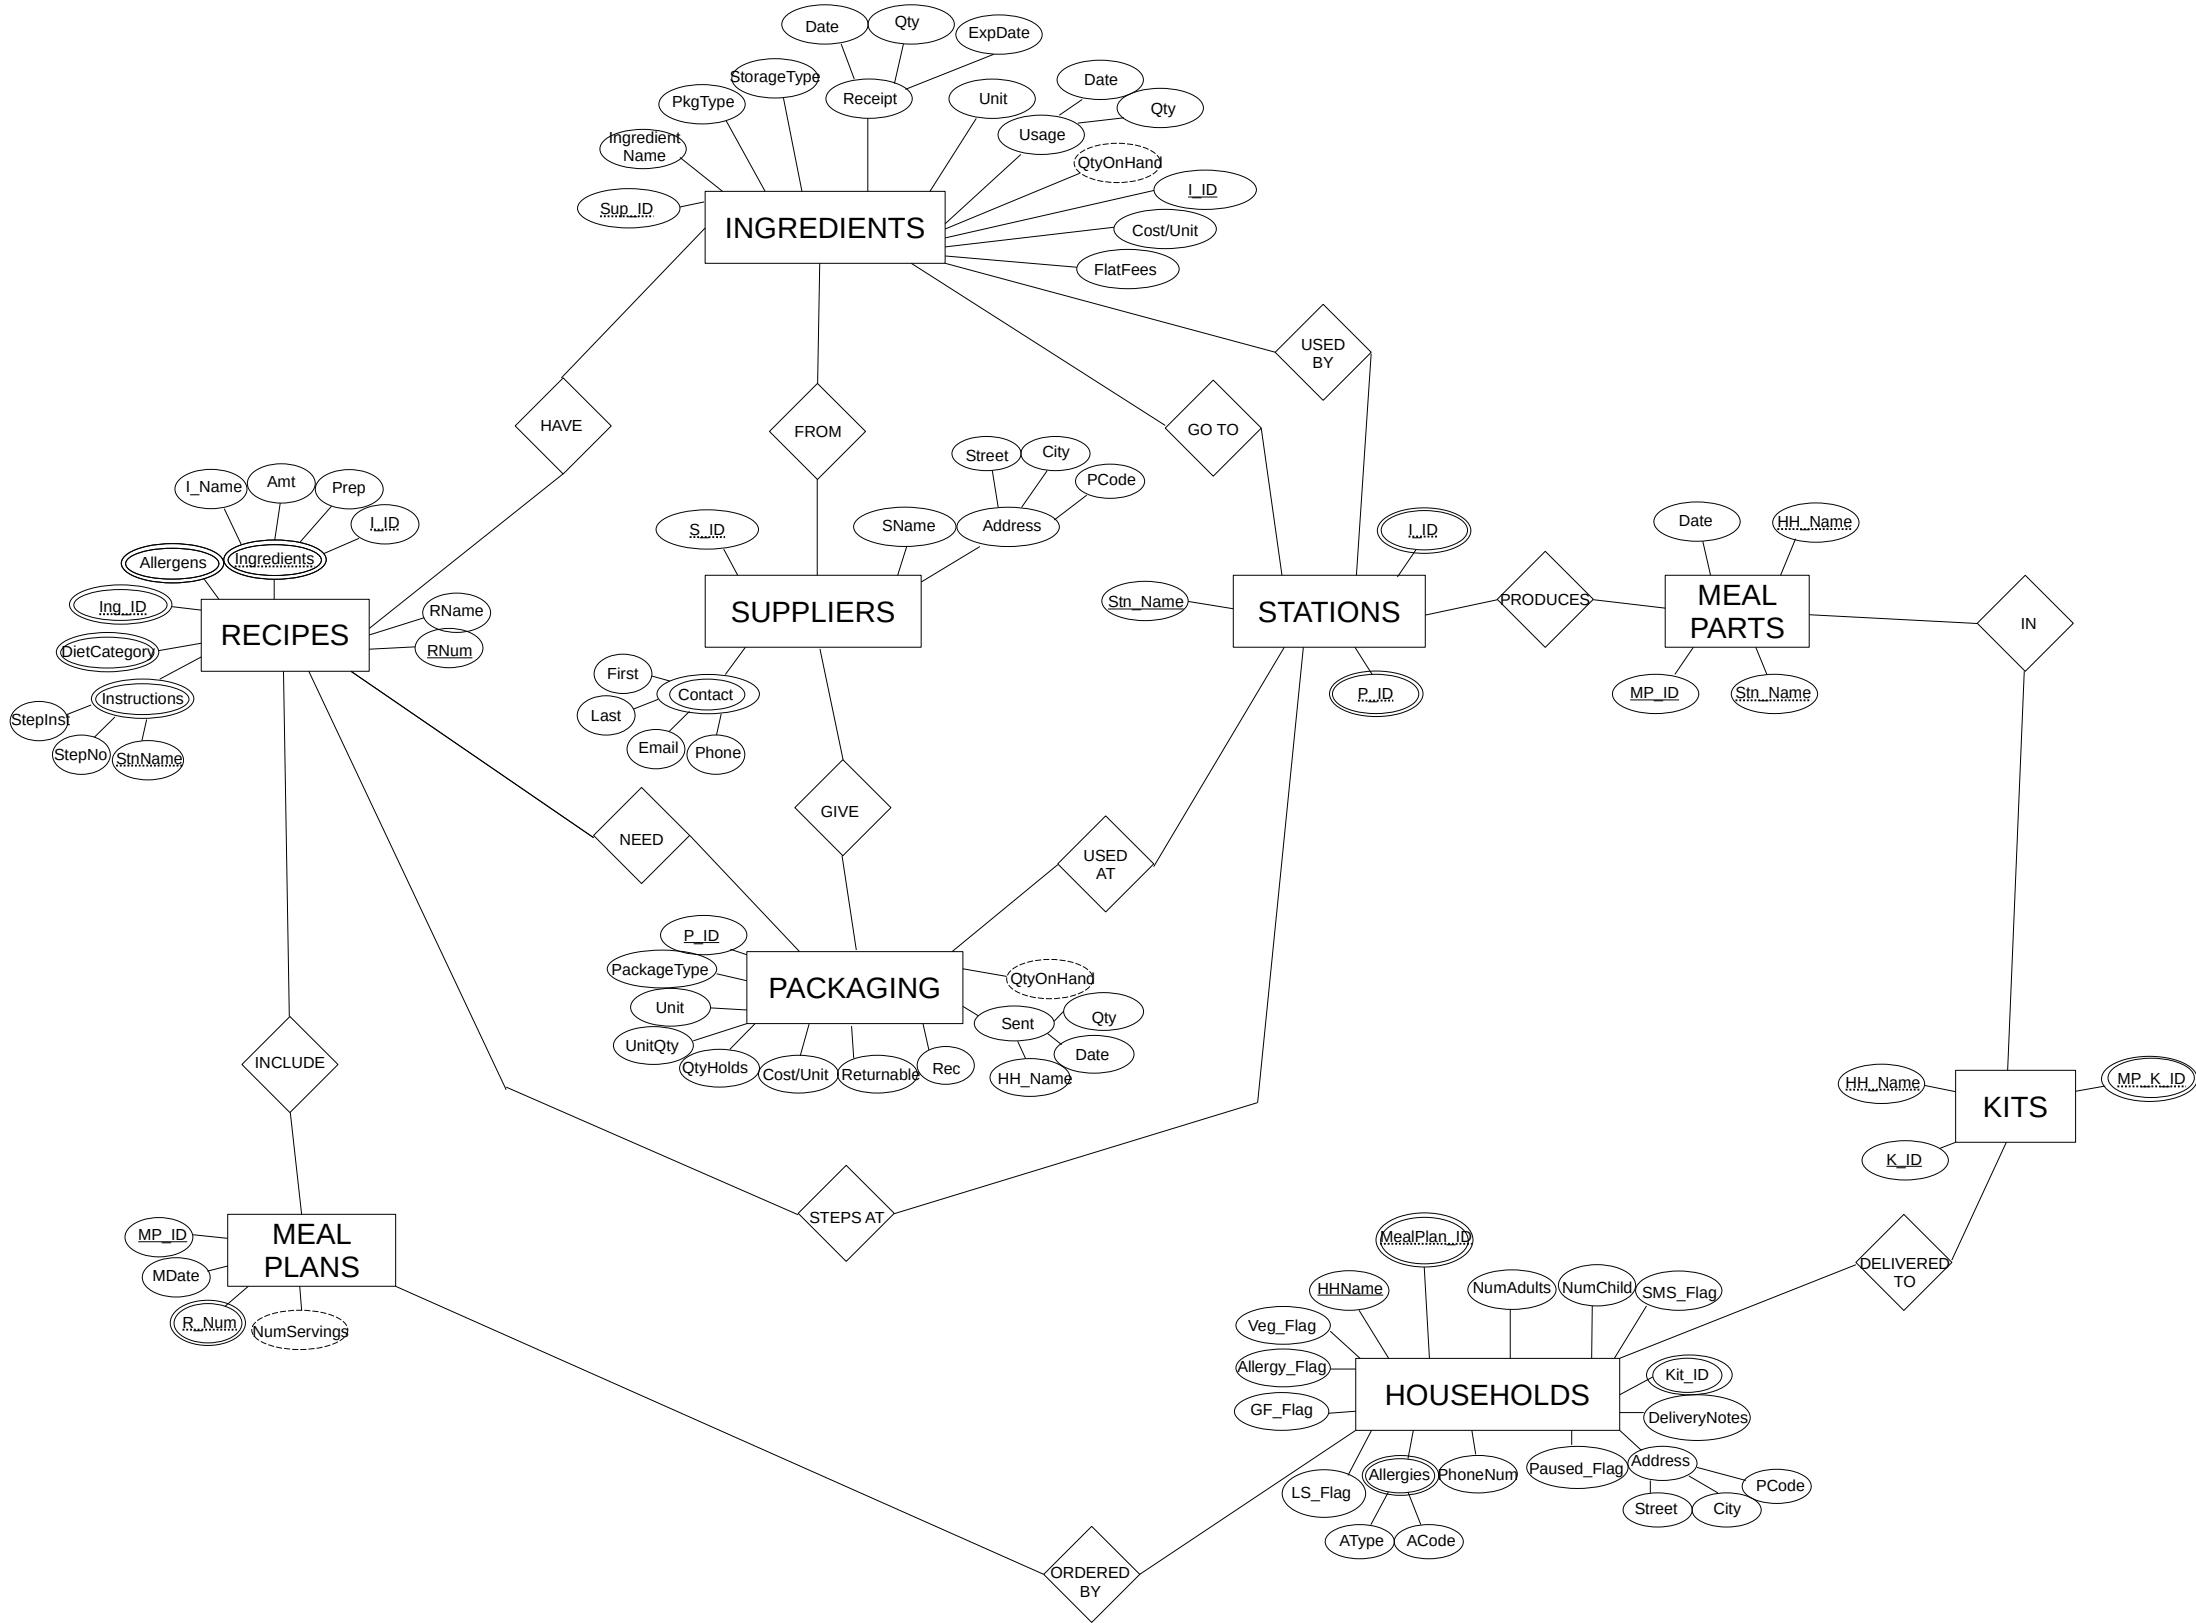 Date
Qty
ExpDate
StorageType
PkgType
Receipt
Unit
Date
Qty
Usage
Ingredient
Name
QtyOnHand
I_ID
Sup_ID
INGREDIENTS
Cost/Unit
FlatFees
USED
BY
HAVE
FROM
GO TO
Street
City
PCode
I_Name
Amt
Prep
I_ID
S_ID
SName
Address
I_ID
Date
HH_Name
Allergens
Ingredients
Ing_ID
RECIPES
RName
RNum
DietCategory
Instructions
StepInst
StepNo
StnName
SUPPLIERS
First
Contact
Last
Email
Phone
Stn_Name
STATIONS
P_ID
PRODUCES
MEAL
PARTS
MP_ID
Stn_Name
IN
NEED
GIVE
USED
AT
P_ID
PackageType
Unit
UnitQty
QtyHolds
Cost/Unit
Returnable
Rec
PACKAGING
QtyOnHand
Sent
Qty
Date
HH_Name
INCLUDE
STEPS AT
HH_Name
MP_K_ID
KITS
K_ID
MP_ID
MDate
R_Num
NumServings
MEAL
PLANS
DELIVERED
TO
MealPlan_ID
HHName
NumAdults
NumChild
SMS_Flag
Veg_Flag
Allergy_Flag
GF_Flag
HOUSEHOLDS
Kit_ID
DeliveryNotes
LS_Flag
Allergies
PhoneNum
Paused_Flag
Address
PCode
Street
City
AType
ACode
ORDERED
BY